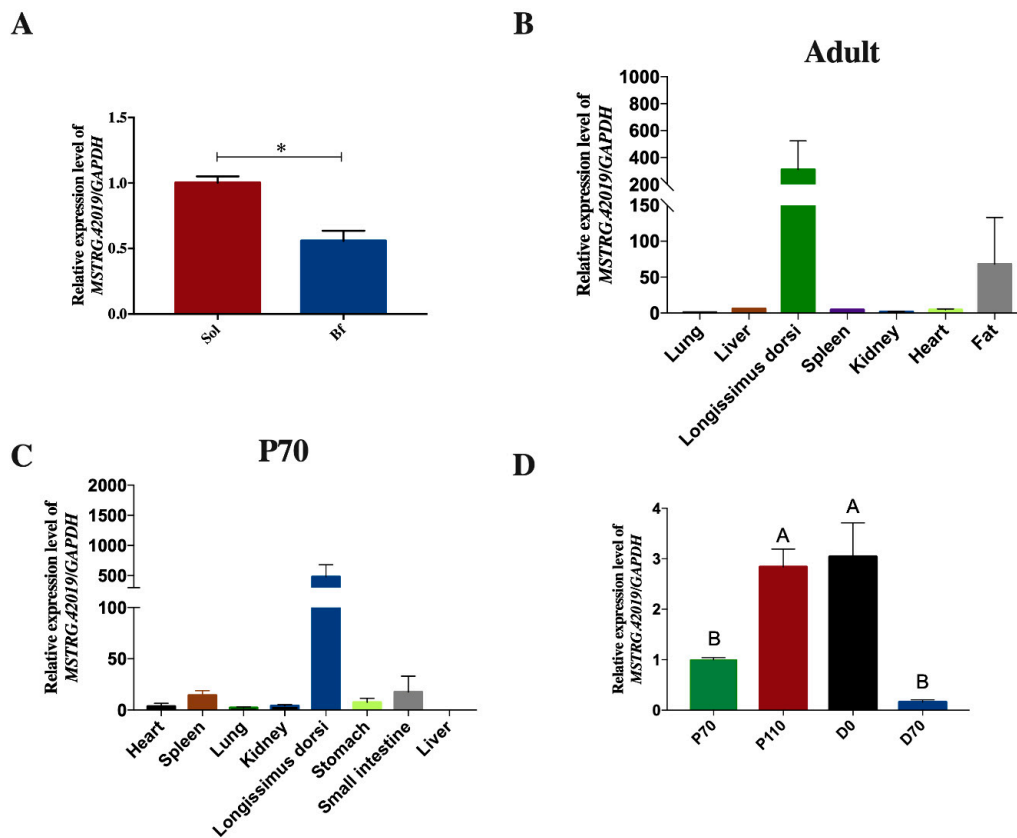 A
Relative expression level of
MSTRG.42019/GAPDH
1.5
1.0
0.5
0.0
*
Sol
Bf
B
Adult
Relative expression level of
MSTRG.42019/GAPDH
1000
800
600
400
200
150
100
50
0
Lung
Liver
Longissimus dorsi
Spleen
Kidney
Heart
Fat
C
P70
Relative expression level of
MSTRG.42019/GAPDH
2000
1500
1000
500
100
50
0
Heart
Spleen
Lung
Kidney
Longissimus dorsi
Stomach
Small intestine
Liver
D
Relative expression level of
MSTRG.42019/GAPDH
4
3
2
1
0
B
A
A
B
P70
P110
D0
D70